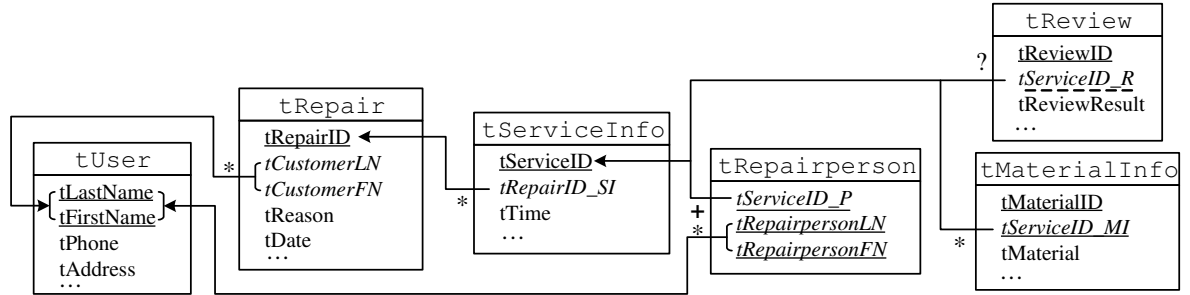 tReview
tReviewID
tServiceID_R
tReviewResult
...
?
tRepair
tRepairID
tCustomerLN
tCustomerFN
tReason
tDate
...
*
tServiceInfo
tServiceID
tRepairID_SI
tTime
...
*
tUser
tLastName
tFirstName
tPhone
tAddress
...
tRepairperson
tServiceID_P
tRepairpersonLN
tRepairpersonFN
+
*
tMaterialInfo
tMaterialID
tServiceID_MI
tMaterial
...
*